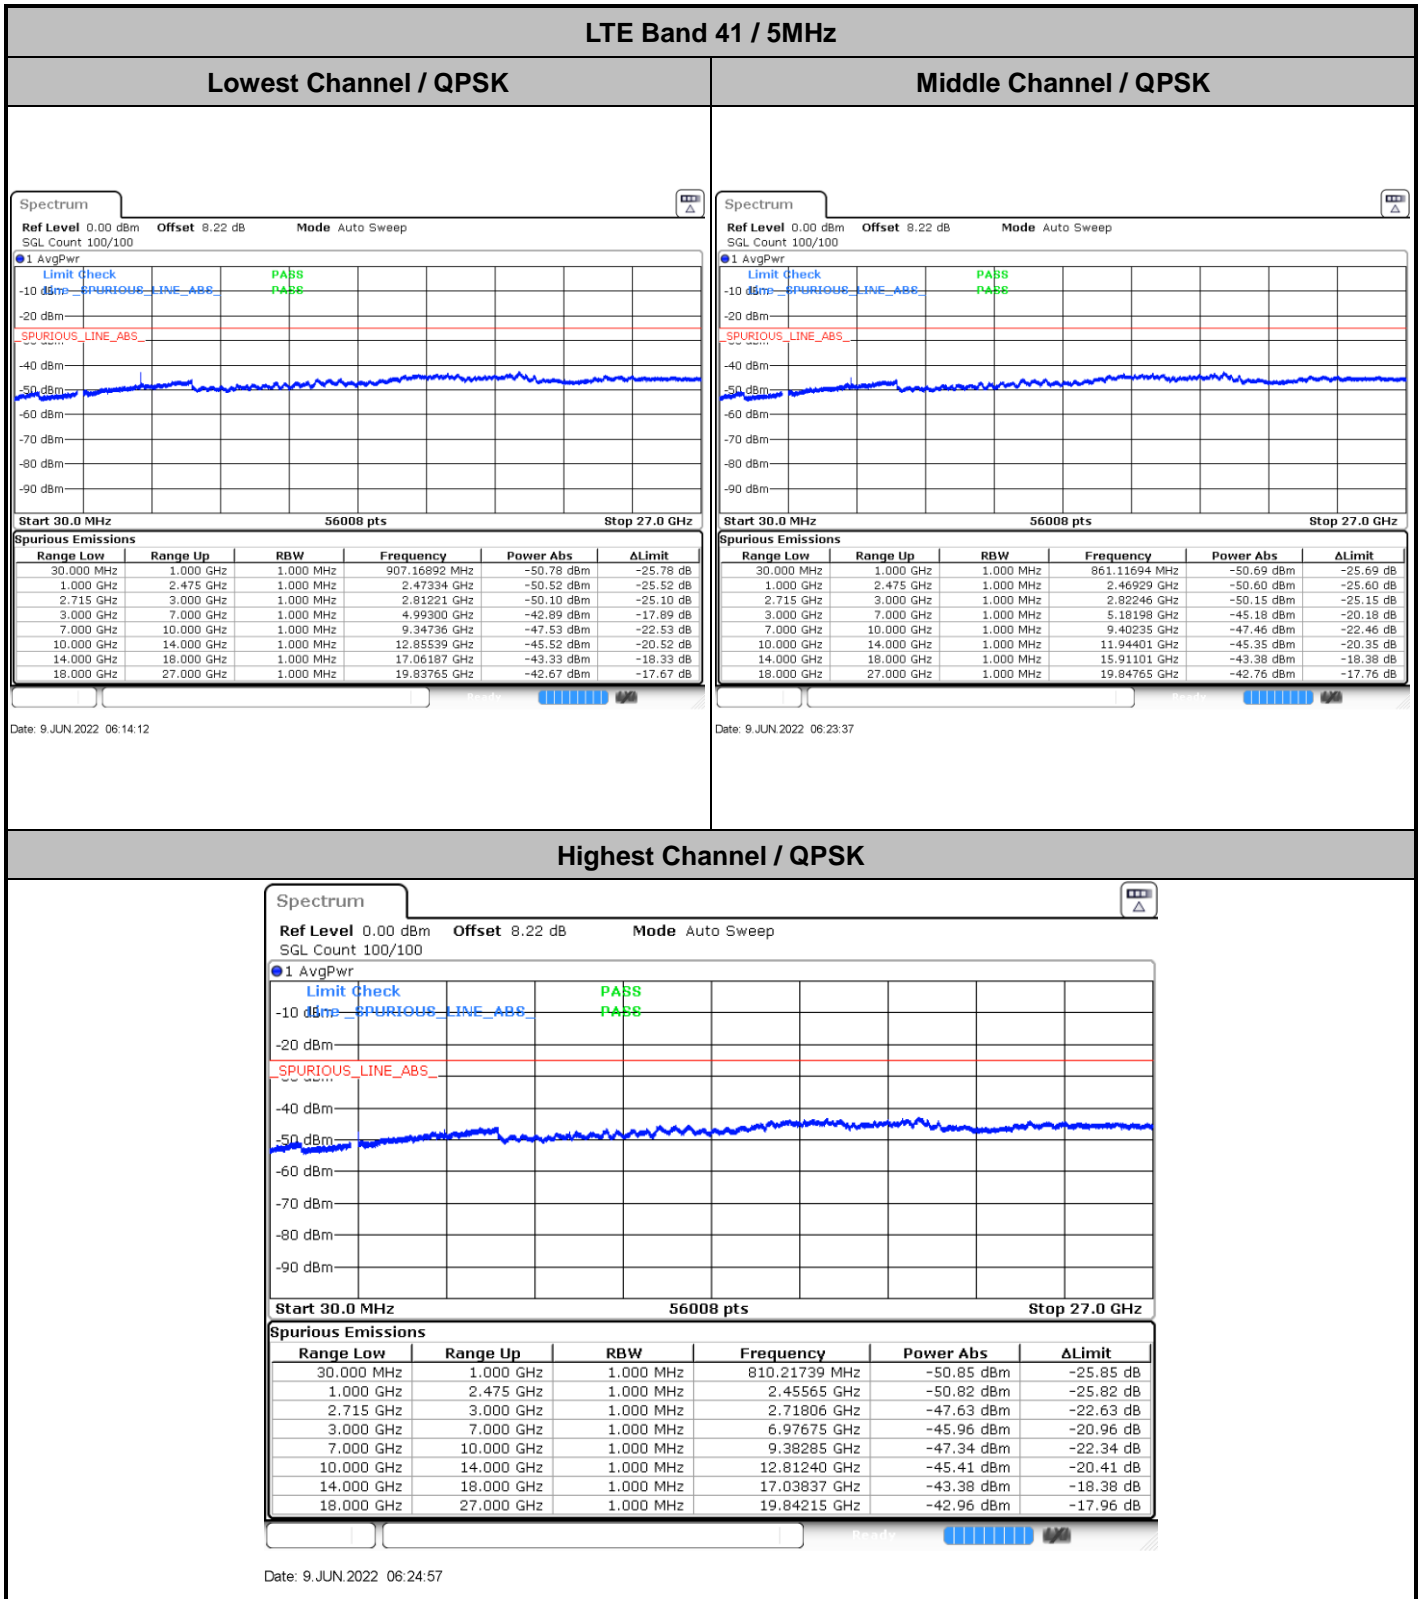 LTE Band 41 / 5MHz
Lowest Channel / QPSK
Middle Channel / QPSK
Spectrum
Ref Level 0.00 dBm Offset 8.22 dB Mode Auto Sweep
SGL Count 100/100
1 AvgPwr
Limit Check PASS
Line _SPURIOUS_LINE_ABS_ PASS
-10 dBm
-20 dBm
_SPURIOUS_LINE_ABS_
-40 dBm
-50 dBm
-60 dBm
-70 dBm
-80 dBm
-90 dBm
Start 30.0 MHz 56008 pts Stop 27.0 GHz
Spurious Emissions
Range Low Range Up RBW Frequency Power Abs ΔLimit
30.000 MHz 1.000 GHz 1.000 MHz 907.16892 MHz -50.78 dBm -25.78 dB
1.000 GHz 2.475 GHz 1.000 MHz 2.47334 GHz -50.52 dBm -25.52 dB
2.715 GHz 3.000 GHz 1.000 MHz 2.81221 GHz -50.10 dBm -25.10 dB
3.000 GHz 7.000 GHz 1.000 MHz 4.99300 GHz -42.89 dBm -17.89 dB
7.000 GHz 10.000 GHz 1.000 MHz 9.34736 GHz -47.53 dBm -22.53 dB
10.000 GHz 14.000 GHz 1.000 MHz 12.85539 GHz -45.52 dBm -20.52 dB
14.000 GHz 18.000 GHz 1.000 MHz 17.06187 GHz -43.33 dBm -18.33 dB
18.000 GHz 27.000 GHz 1.000 MHz 19.83765 GHz -42.67 dBm -17.67 dB
Ready
Date: 9.JUN.2022 06:14:12
Spectrum
Ref Level 0.00 dBm Offset 8.22 dB Mode Auto Sweep
SGL Count 100/100
1 AvgPwr
Limit Check PASS
Line _SPURIOUS_LINE_ABS_ PASS
-10 dBm
-20 dBm
_SPURIOUS_LINE_ABS_
-40 dBm
-50 dBm
-60 dBm
-70 dBm
-80 dBm
-90 dBm
Start 30.0 MHz 56008 pts Stop 27.0 GHz
Spurious Emissions
Range Low Range Up RBW Frequency Power Abs ΔLimit
30.000 MHz 1.000 GHz 1.000 MHz 861.11694 MHz -50.69 dBm -25.69 dB
1.000 GHz 2.475 GHz 1.000 MHz 2.46929 GHz -50.60 dBm -25.60 dB
2.715 GHz 3.000 GHz 1.000 MHz 2.82246 GHz -50.15 dBm -25.15 dB
3.000 GHz 7.000 GHz 1.000 MHz 5.18198 GHz -45.18 dBm -20.18 dB
7.000 GHz 10.000 GHz 1.000 MHz 9.40235 GHz -47.46 dBm -22.46 dB
10.000 GHz 14.000 GHz 1.000 MHz 11.94401 GHz -45.35 dBm -20.35 dB
14.000 GHz 18.000 GHz 1.000 MHz 15.91101 GHz -43.38 dBm -18.38 dB
18.000 GHz 27.000 GHz 1.000 MHz 19.84765 GHz -42.76 dBm -17.76 dB
Ready
Date: 9.JUN.2022 06:23:37
Highest Channel / QPSK
Spectrum
Ref Level 0.00 dBm Offset 8.22 dB Mode Auto Sweep
SGL Count 100/100
1 AvgPwr
Limit Check PASS
Line _SPURIOUS_LINE_ABS_ PASS
-10 dBm
-20 dBm
_SPURIOUS_LINE_ABS_
-40 dBm
-50 dBm
-60 dBm
-70 dBm
-80 dBm
-90 dBm
Start 30.0 MHz 56008 pts Stop 27.0 GHz
Spurious Emissions
Range Low Range Up RBW Frequency Power Abs ΔLimit
30.000 MHz 1.000 GHz 1.000 MHz 810.21739 MHz -50.85 dBm -25.85 dB
1.000 GHz 2.475 GHz 1.000 MHz 2.45565 GHz -50.82 dBm -25.82 dB
2.715 GHz 3.000 GHz 1.000 MHz 2.71806 GHz -47.63 dBm -22.63 dB
3.000 GHz 7.000 GHz 1.000 MHz 6.97675 GHz -45.96 dBm -20.96 dB
7.000 GHz 10.000 GHz 1.000 MHz 9.38285 GHz -47.34 dBm -22.34 dB
10.000 GHz 14.000 GHz 1.000 MHz 12.81240 GHz -45.41 dBm -20.41 dB
14.000 GHz 18.000 GHz 1.000 MHz 17.03837 GHz -43.38 dBm -18.38 dB
18.000 GHz 27.000 GHz 1.000 MHz 19.84215 GHz -42.96 dBm -17.96 dB
Ready
Date: 9.JUN.2022 06:24:57